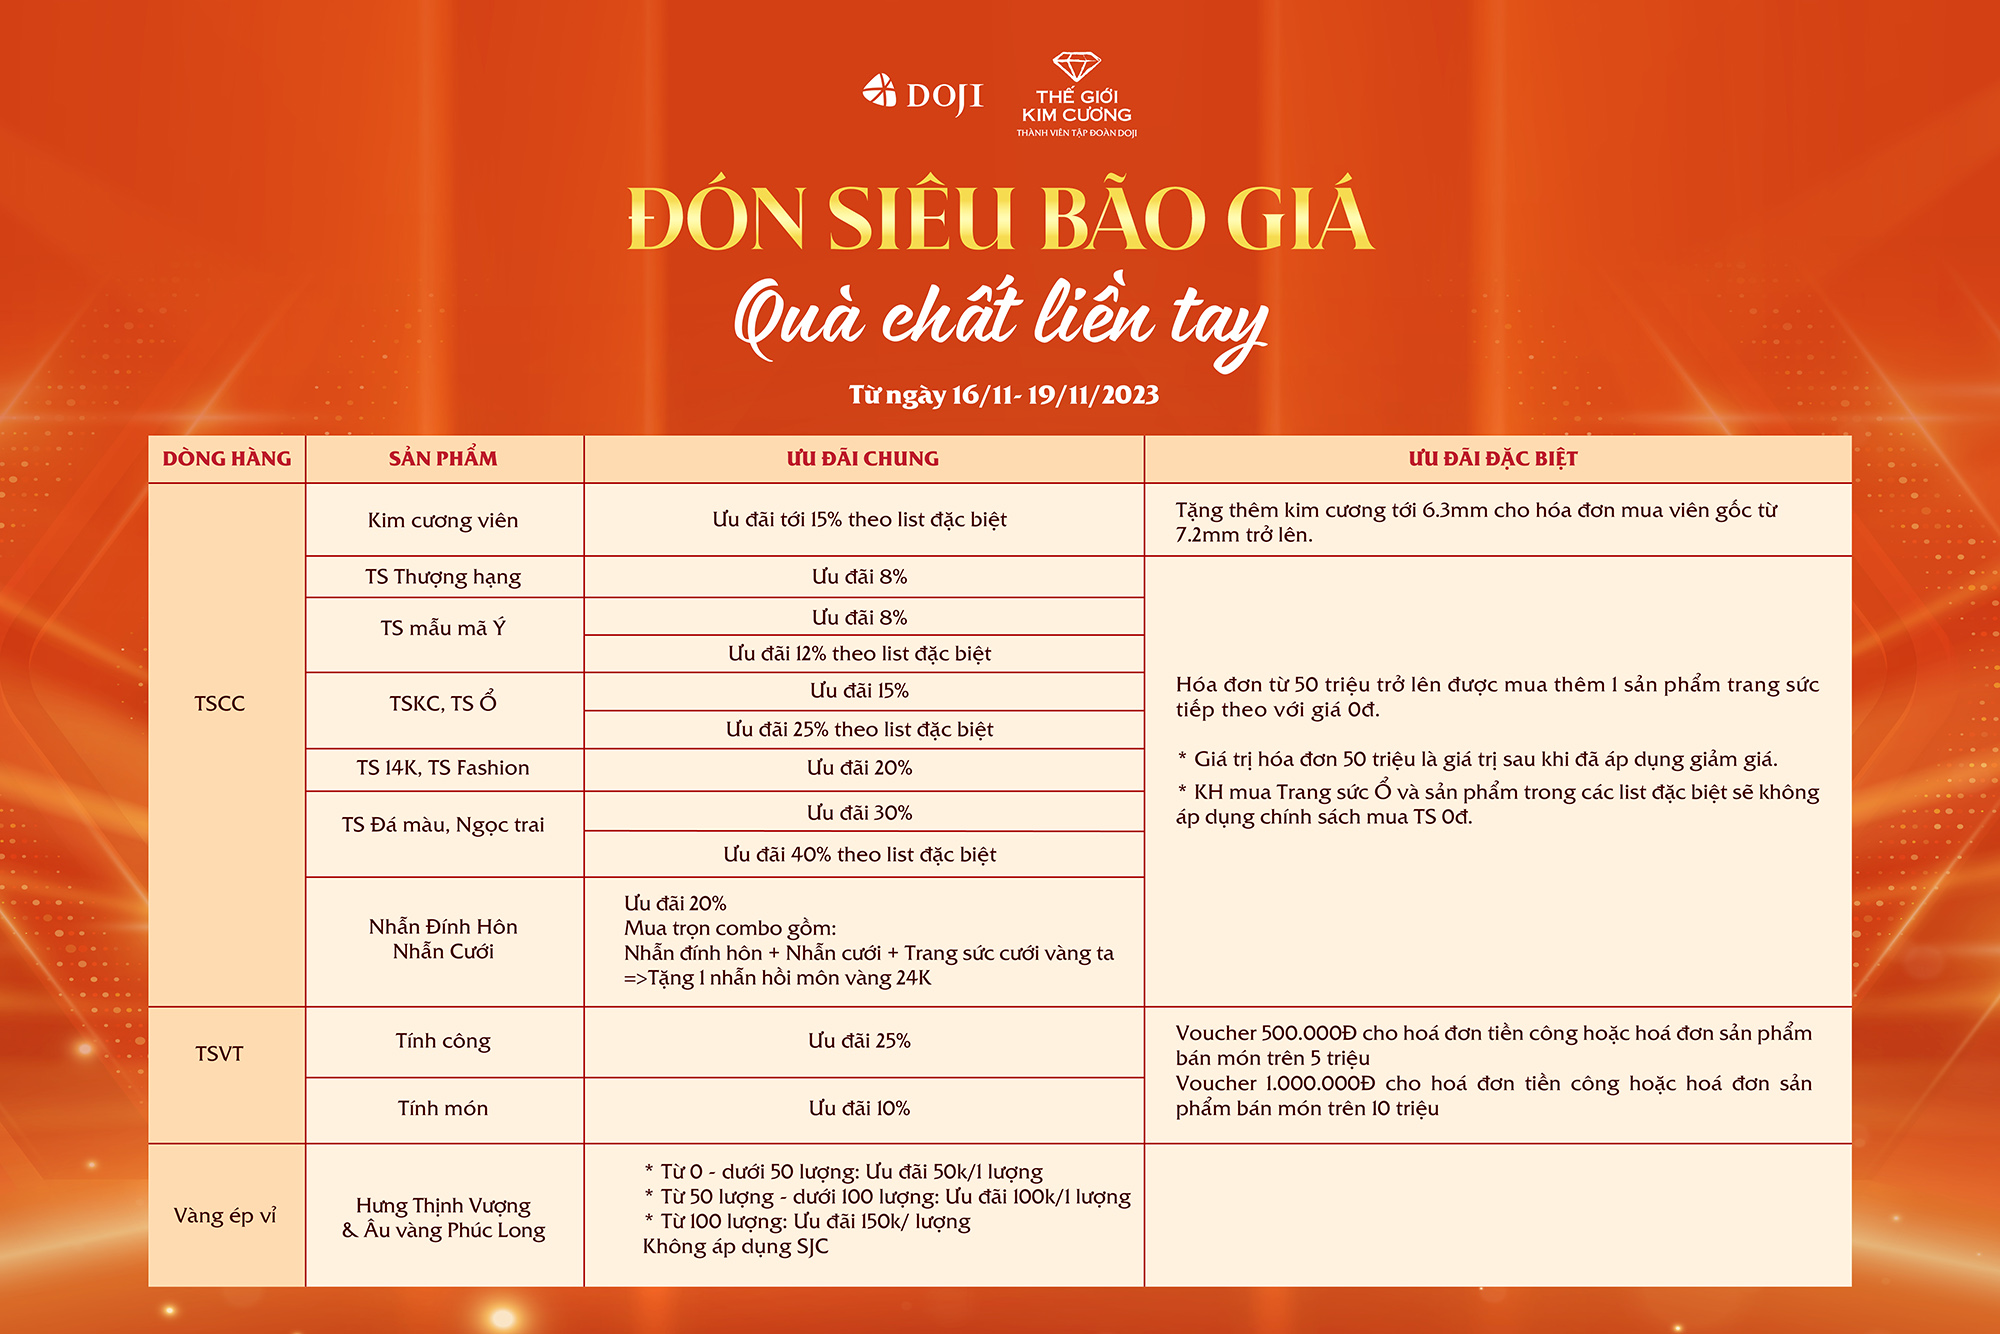 DOJI
THẾ GIỚI
KIM CƯƠNG
THÀNH VIÊN TẬP ĐOÀN DOJI
ĐÓN SIÊU BÃO GIÁ
Quà chất liền tay
Từ ngày 16/11- 19/11/2023
DÒNG HÀNG
SẢN PHẨM
ƯU ĐÃI CHUNG
ƯU ĐÃI ĐẶC BIỆT
TSCC
Kim cương viên
Ưu đãi tới 15% theo list đặc biệt
Tặng thêm kim cương tới 6.3mm cho hóa đơn mua viên gốc từ
7.2mm trở lên.
TS Thượng hạng
Ưu đãi 8%
TS mẫu mã Ý
Ưu đãi 8%
Ưu đãi 12% theo list đặc biệt
TSKC, TS Ổ
Ưu đãi 15%
Ưu đãi 25% theo list đặc biệt
TS 14K, TS Fashion
Ưu đãi 20%
TS Đá màu, Ngọc trai
Ưu đãi 30%
Ưu đãi 40% theo list đặc biệt
Nhẫn Đính Hôn
Nhẫn Cưới
Ưu đãi 20%
Mua trọn combo gồm:
Nhẫn đính hôn + Nhẫn cưới + Trang sức cưới vàng ta
=>Tặng 1 nhẫn hồi môn vàng 24K
Hóa đơn từ 50 triệu trở lên được mua thêm 1 sản phẩm trang sức
tiếp theo với giá 0đ.
* Giá trị hóa đơn 50 triệu là giá trị sau khi đã áp dụng giảm giá.
* KH mua Trang sức Ổ và sản phẩm trong các list đặc biệt sẽ không
áp dụng chính sách mua TS 0đ.
TSVT
Tính công
Ưu đãi 25%
Tính món
Ưu đãi 10%
Voucher 500.000Đ cho hoá đơn tiền công hoặc hoá đơn sản phẩm
bán món trên 5 triệu
Voucher 1.000.000Đ cho hoá đơn tiền công hoặc hoá đơn sản
phẩm bán món trên 10 triệu
Vàng ép vỉ
Hưng Thịnh Vượng
& Âu vàng Phúc Long
* Từ 0 - dưới 50 lượng: Ưu đãi 50k/1 lượng
* Từ 50 lượng - dưới 100 lượng: Ưu đãi 100k/1 lượng
* Từ 100 lượng: Ưu đãi 150k/ lượng
Không áp dụng SJC